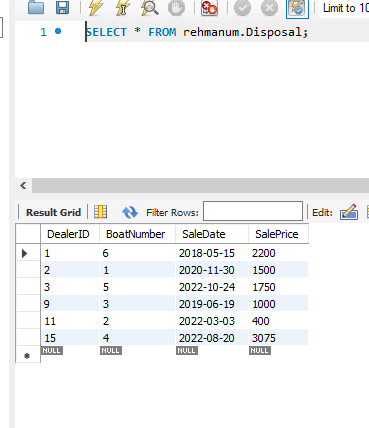 Limit to 10
1 SELECT * FROM rehmanum.Disposal;
Result Grid Filter Rows: Edit:
DealerID BoatNumber SaleDate SalePrice
1 6 2018-05-15 2200
2 1 2020-11-30 1500
3 5 2022-10-24 1750
9 3 2019-06-19 1000
11 2 2022-03-03 400
15 4 2022-08-20 3075
NULL NULL NULL NULL